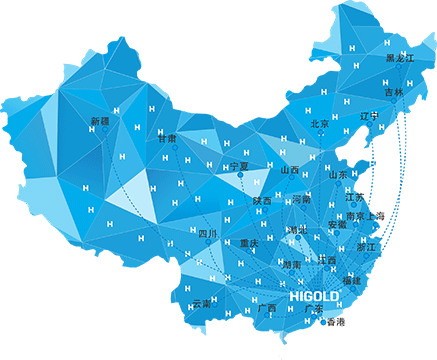 黑龙江
吉林
辽宁
北京
新疆
甘肃
宁夏
山西
山东
陕西
河南
江苏
南京 上海
安徽
四川
重庆
湖北
浙江
湖南
江西
福建
HIGOLD
云南
广西
广东
香港
H